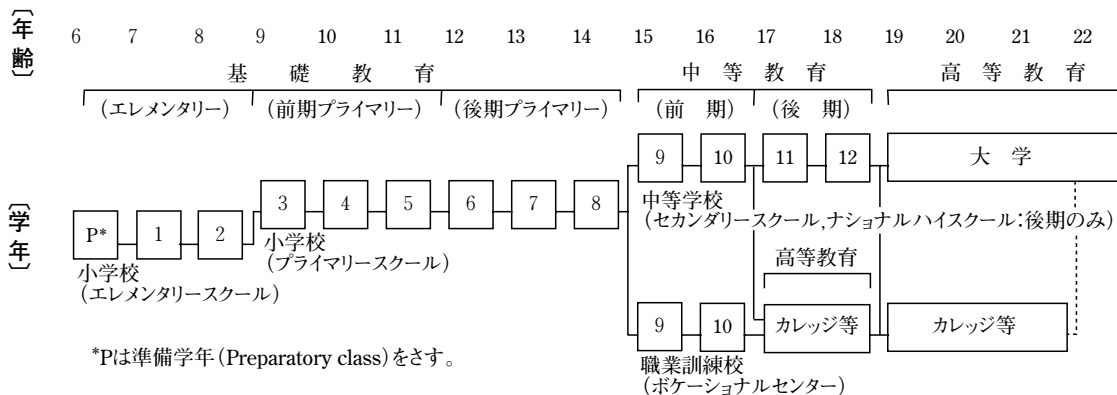 〔年齢〕
6 7 8 9 10 11 12 13 14 15 16 17 18 19 20 21 22
基礎教育 中等教育 高等教育
(エレメンタリー) (前期プライマリー) (後期プライマリー) (前期) (後期)
〔学年〕
9 10 11 12 大学
中等学校
(セカンダリースクール,ナショナルハイスクール:後期のみ)
3 4 5 6 7 8
小学校
(プライマリースクール)
P* 1 2
小学校
(エレメンタリースクール)
高等教育
9 10 カレッジ等 カレッジ等
職業訓練校
(ボケーショナルセンター)
*Pは準備学年(Preparatory class)をさす。